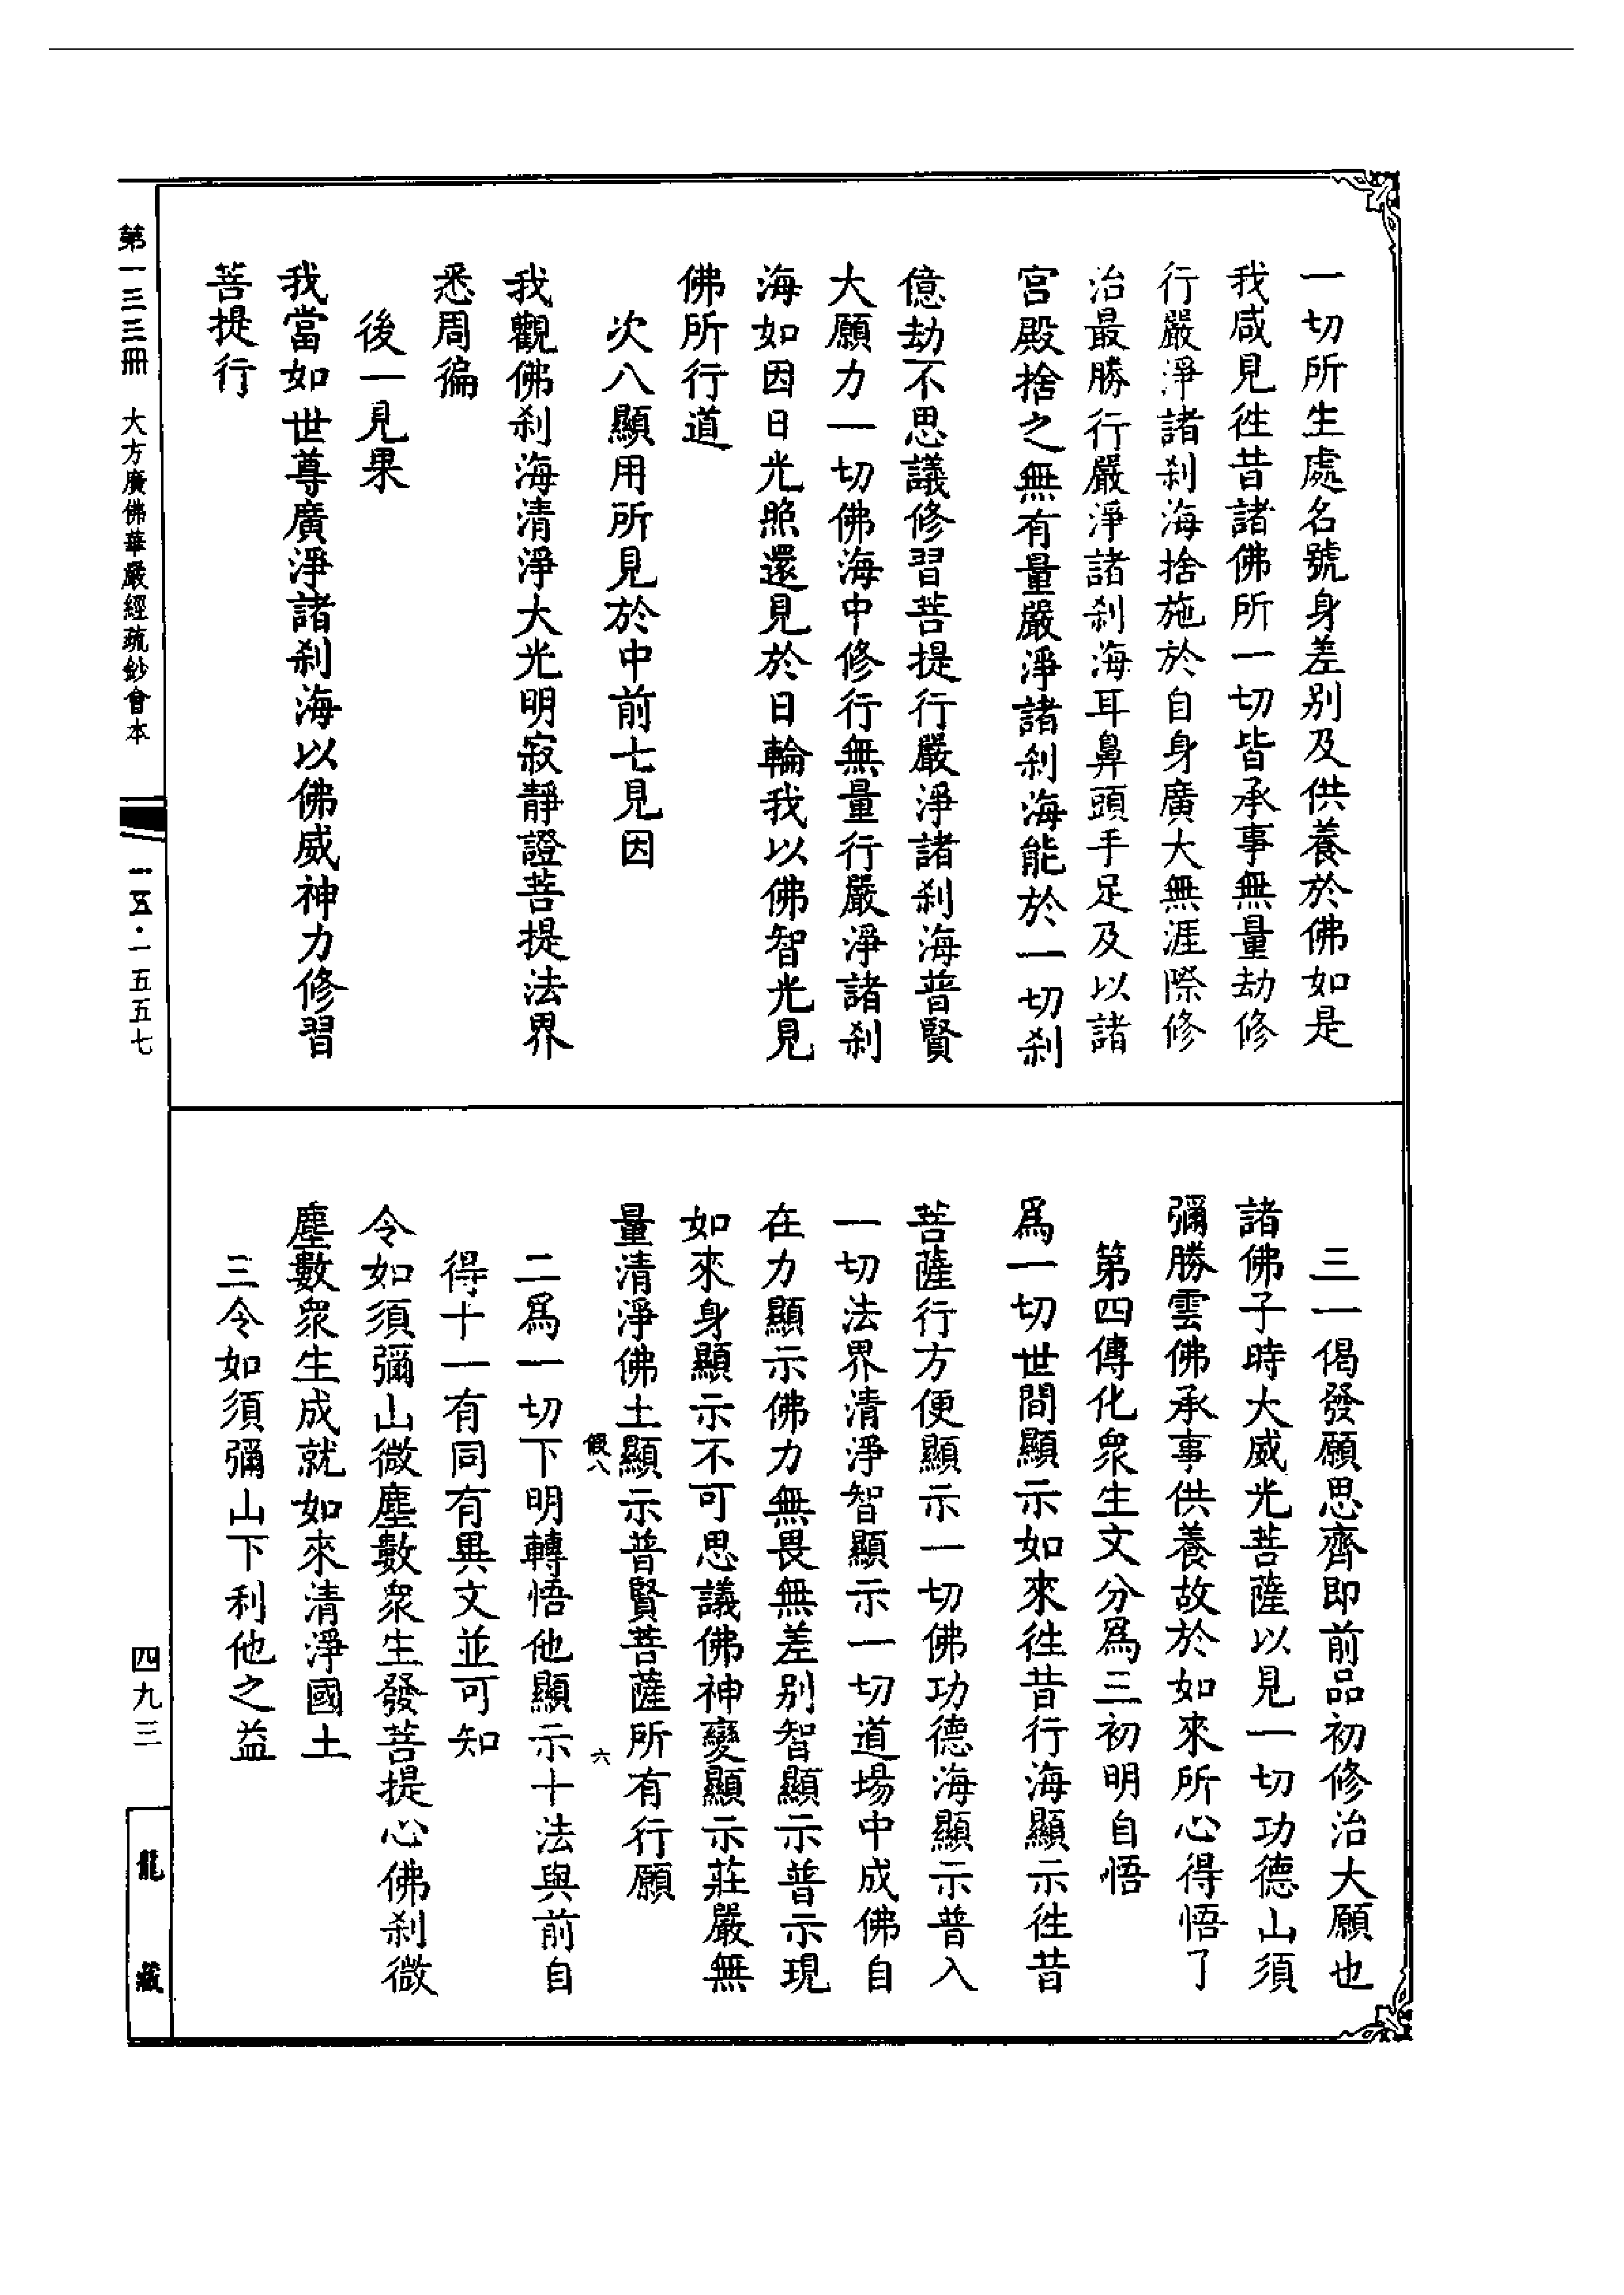 一切所生處名號身差別及供養於佛如是
我咸見徃昔諸佛所一切皆承事無量劫修
行嚴淨諸刹海捨施於自身廣大無涯際修
治最勝行嚴淨諸刹海耳鼻頭手足及以諸
宮殿捨之無有量嚴淨諸刹海能於一切刹
億劫不思議修習菩提行嚴淨諸刹海普賢
大願力一切佛海中修行無量行嚴淨諸刹
海如因日光照還見於日輪我以佛智光見
佛所行道
次八顯用所見於中前七見因
我觀佛刹海清淨大光明寂靜證菩提法界
悉周徧
後一見果
我當如世尊廣淨諸刹海以佛威神力修習
菩提行
三一偈發願思齊即前品初修治大願也
諸佛子時大威光菩薩以見一切功德山須
彌勝雲佛承事供養故於如來所心得悟了
第四傳化衆生文分爲三初明自悟
爲一切世間顯示如來徃昔行海顯示徃昔
菩薩行方便顯示一切佛功德海顯示普入
一切法界清淨智顯示一切道場中成佛自
在力顯示佛力無畏無差别智顯示普示現
如來身顯示不可思議佛神變顯示莊嚴無
量清淨佛土顯示普賢菩薩所有行願
假八
六
二爲一切下明轉悟他顯示十法與前自
得十一有同有異文並可知
令如須彌山微塵數衆生發菩提心佛刹微
塵數衆生成就如來清淨國土
三令如須彌山下利他之益
第一三三冊 大方廣佛華嚴經疏鈔會本
一五五·一五五七
四九三
龍藏